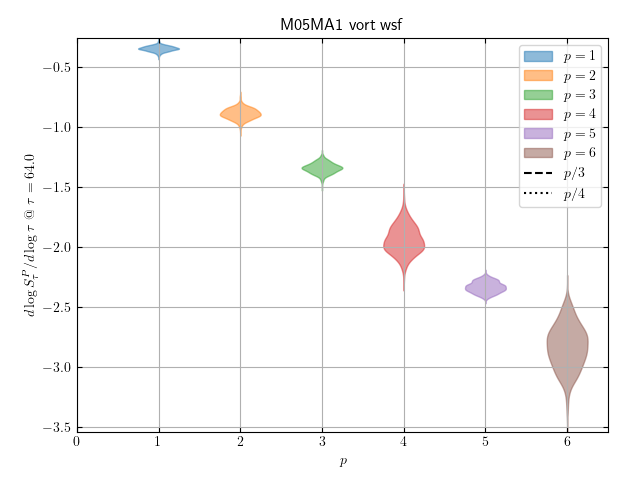 M05MA1 vort wsf
p = 1
p = 2
p = 3
p = 4
p = 5
p = 6
p/3
p/4
d log S_τ^P / d log τ @ τ = 64.0
−0.5
−1.0
−1.5
−2.0
−2.5
−3.0
−3.5
0 1 2 3 4 5 6
p